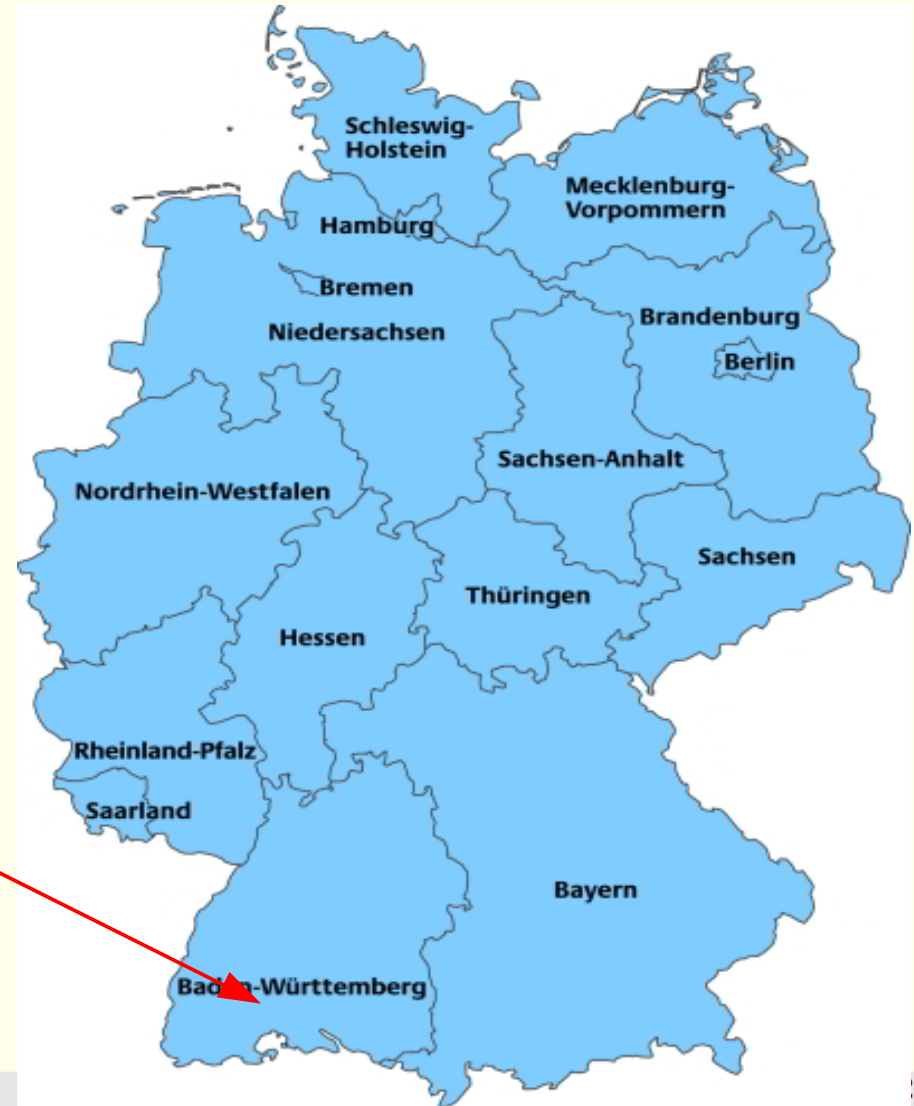 Schleswig-
Holstein
Mecklenburg-
Vorpommern
Hamburg
Bremen
Niedersachsen
Brandenburg
Berlin
Sachsen-Anhalt
Nordrhein-Westfalen
Sachsen
Thüringen
Hessen
Rheinland-Pfalz
Saarland
Bayern
Baden-Württemberg